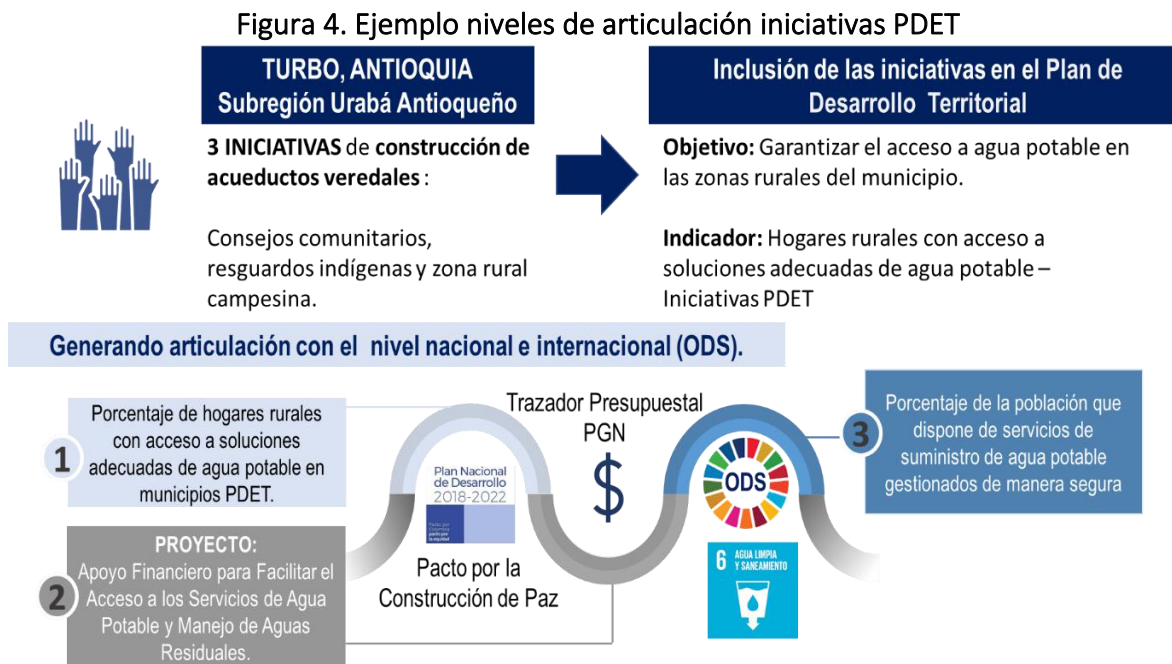 Figura 4. Ejemplo niveles de articulación iniciativas PDET
TURBO, ANTIOQUIA
Subregión Urabá Antioqueño
3 INICIATIVAS de construcción de
acueductos veredales :
Consejos comunitarios,
resguardos indígenas y zona rural
campesina.
Inclusión de las iniciativas en el Plan de
Desarrollo Territorial
Objetivo: Garantizar el acceso a agua potable en
las zonas rurales del municipio.
Indicador: Hogares rurales con acceso a
soluciones adecuadas de agua potable –
Iniciativas PDET
Generando articulación con el nivel nacional e internacional (ODS).
1
Porcentaje de hogares rurales
con acceso a soluciones
adecuadas de agua potable en
municipios PDET.
2
PROYECTO:
Apoyo Financiero para Facilitar el
Acceso a los Servicios de Agua
Potable y Manejo de Aguas
Residuales.
Plan Nacional
de Desarrollo
2018-2022
Pacto por
Colombia
pacto por
la equidad
Pacto por la
Construcción de Paz
Trazador Presupuestal
PGN
$
ODS
6 AGUA LIMPIA
Y SANEAMIENTO
3
Porcentaje de la población que
dispone de servicios de
suministro de agua potable
gestionados de manera segura